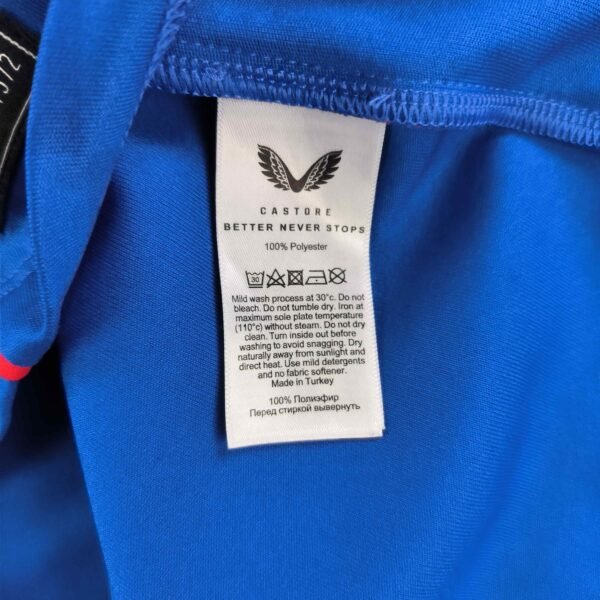 CASTORE
BETTER NEVER STOPS
100% Polyester
30
Mild wash process at 30°c. Do not
bleach. Do not tumble dry. Iron at
maximum sole plate temperature
(110°c) without steam. Do not dry
clean. Turn inside out before
washing to avoid snagging. Dry
naturally away from sunlight and
direct heat. Use mild detergents
and no fabric softener.
Made in Turkey
100% Полиэфир
Перед стиркой вывернуть